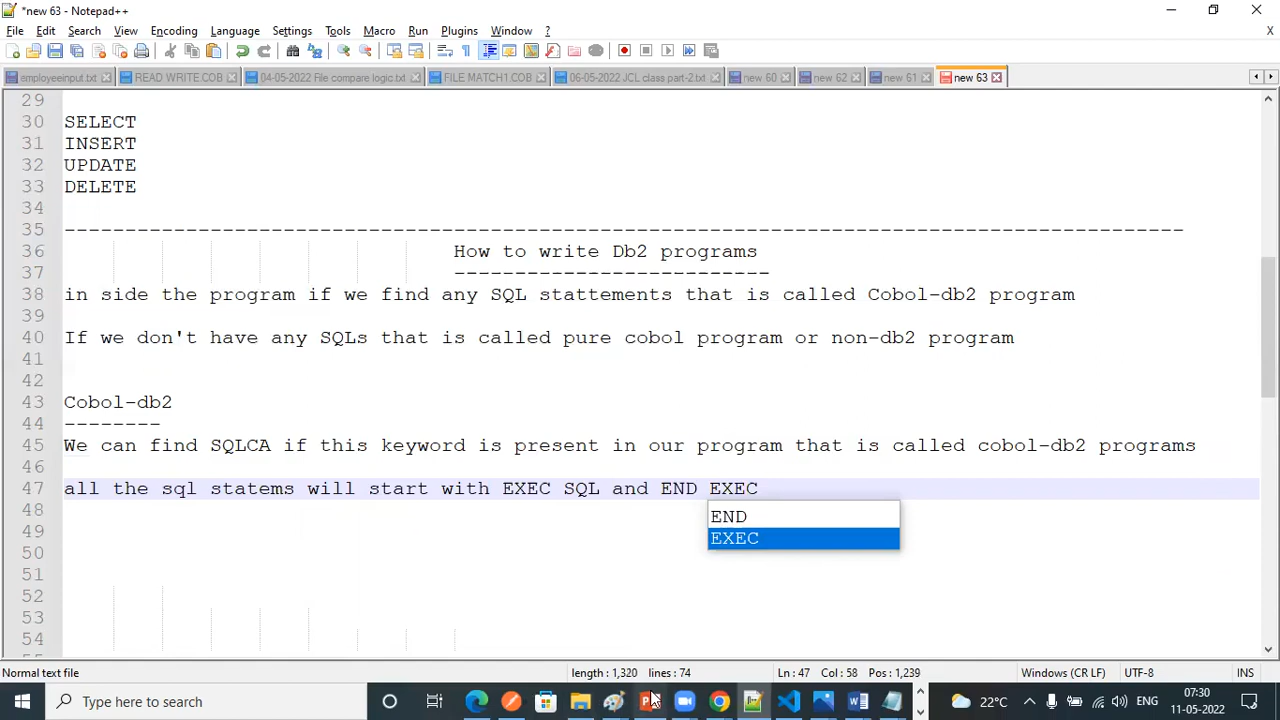 *new 63 - Notepad++
File Edit Search View Encoding Language Settings Tools Macro Run Plugins Window ? X
employeeinput.txt READ WRITE COB 04-05-2022 File compare logic.txt FILE MATCH1 COB 06-05-2022 JCL class part-2.txt new 60 new 62 new 61 new 63
29
30 SELECT
31 INSERT
32 UPDATE
33 DELETE
34
35 --------------------------------------------------------------------------------------------
36 How to write Db2 programs
37 --------------------------
38 in side the program if we find any SQL stattements that is called Cobol-db2 program
39
40 If we don't have any SQLs that is called pure cobol program or non-db2 program
41
42
43 Cobol-db2
44 --------
45 We can find SQLCA if this keyword is present in our program that is called cobol-db2 programs
46
47 all the sql statems will start with EXEC SQL and END EXEC
48 END
49 EXEC
50
51
52
53
54
Normal text file length : 1,320 lines : 74 Ln : 47 Col : 58 Pos : 1,239 Windows (CR LF) UTF-8 INS
Type here to search 22°C ENG 07:30
11-05-2022